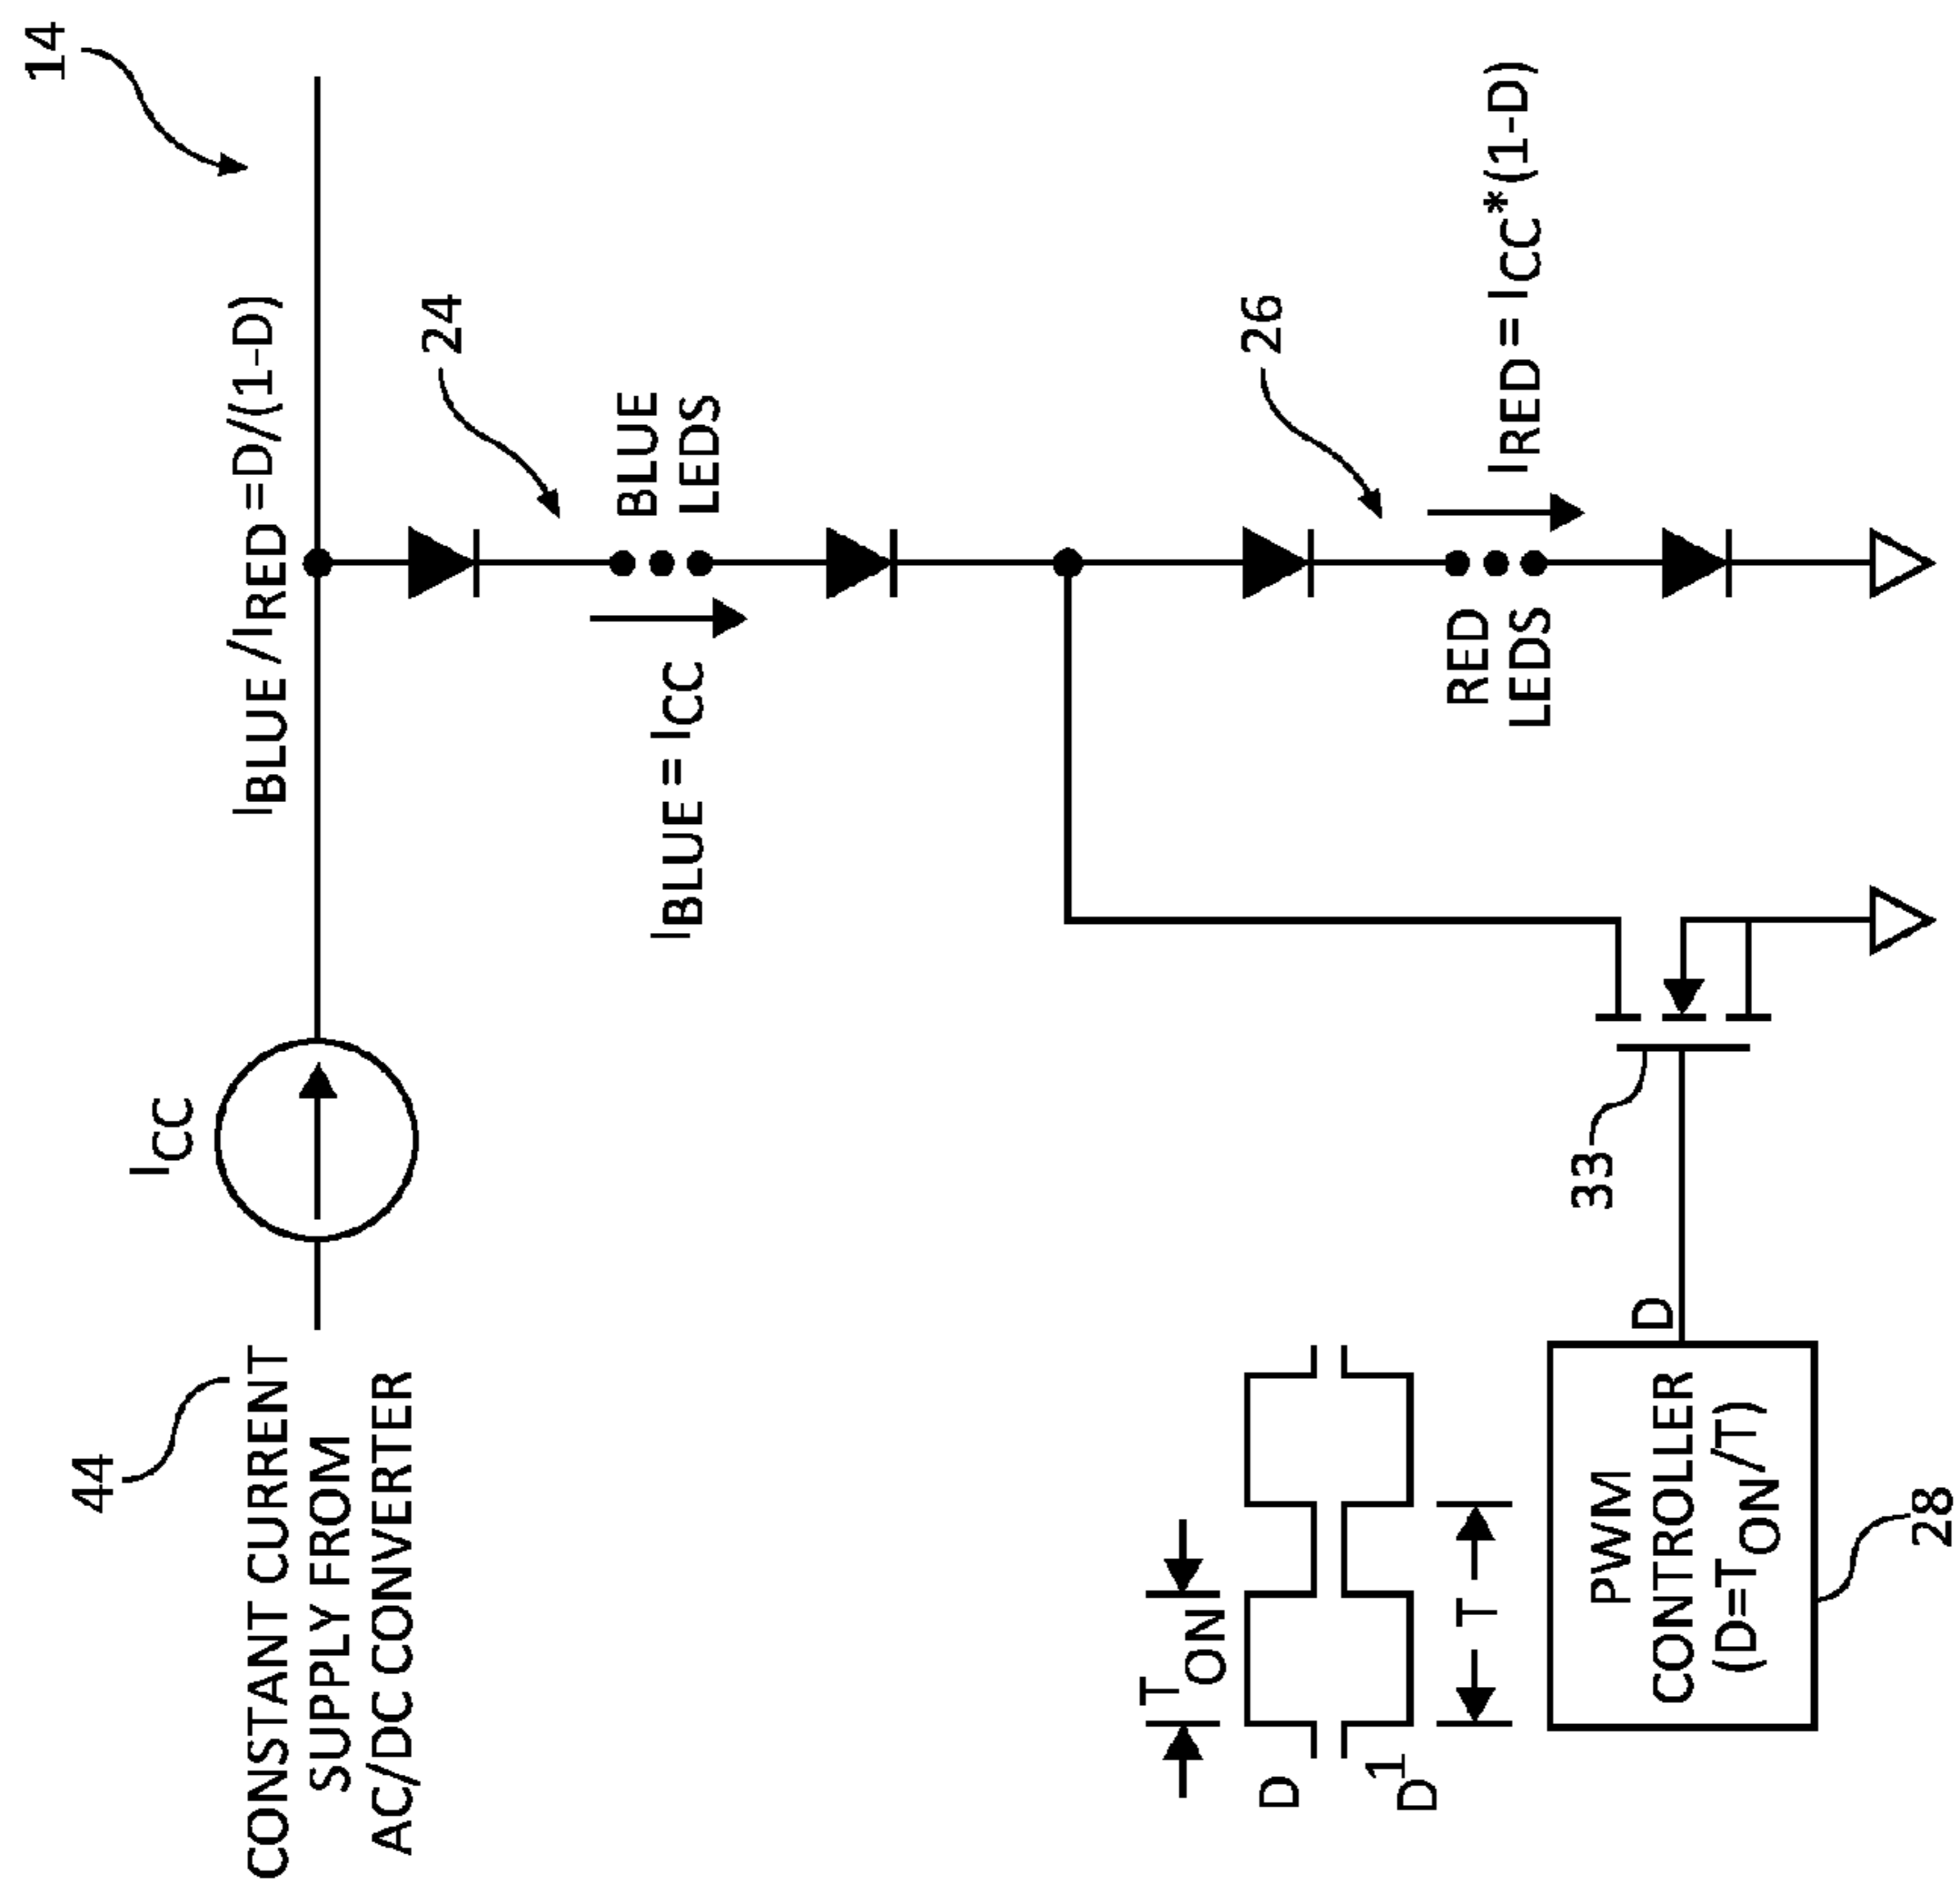 14
44
CONSTANT CURRENT
SUPPLY FROM
AC/DC CONVERTER
ICC
IBLUE/IRED=D/(1-D)
24
BLUE
LEDS
IBLUE=ICC
26
IRED=ICC*(1-D)
RED
LEDS
33
TON
D
D1
T
D
PWM
CONTROLLER
(D=TON/T)
28